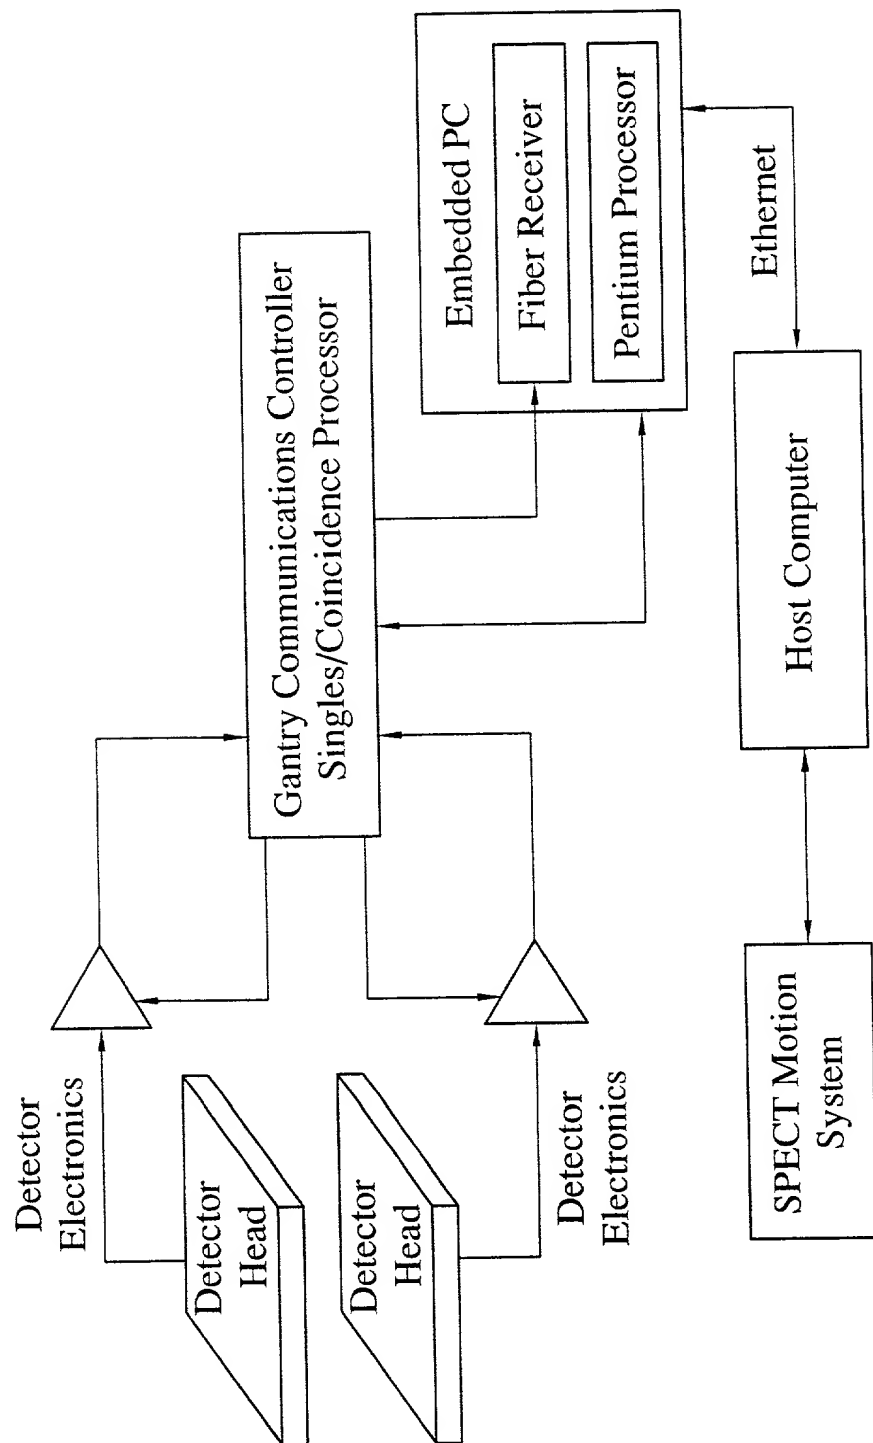 Detector
Electronics
Detector
Head
Detector
Head
Detector
Electronics
Gantry Communications Controller
Singles/Coincidence Processor
Embedded PC
Fiber Receiver
Pentium Processor
Ethernet
Host Computer
SPECT Motion
System